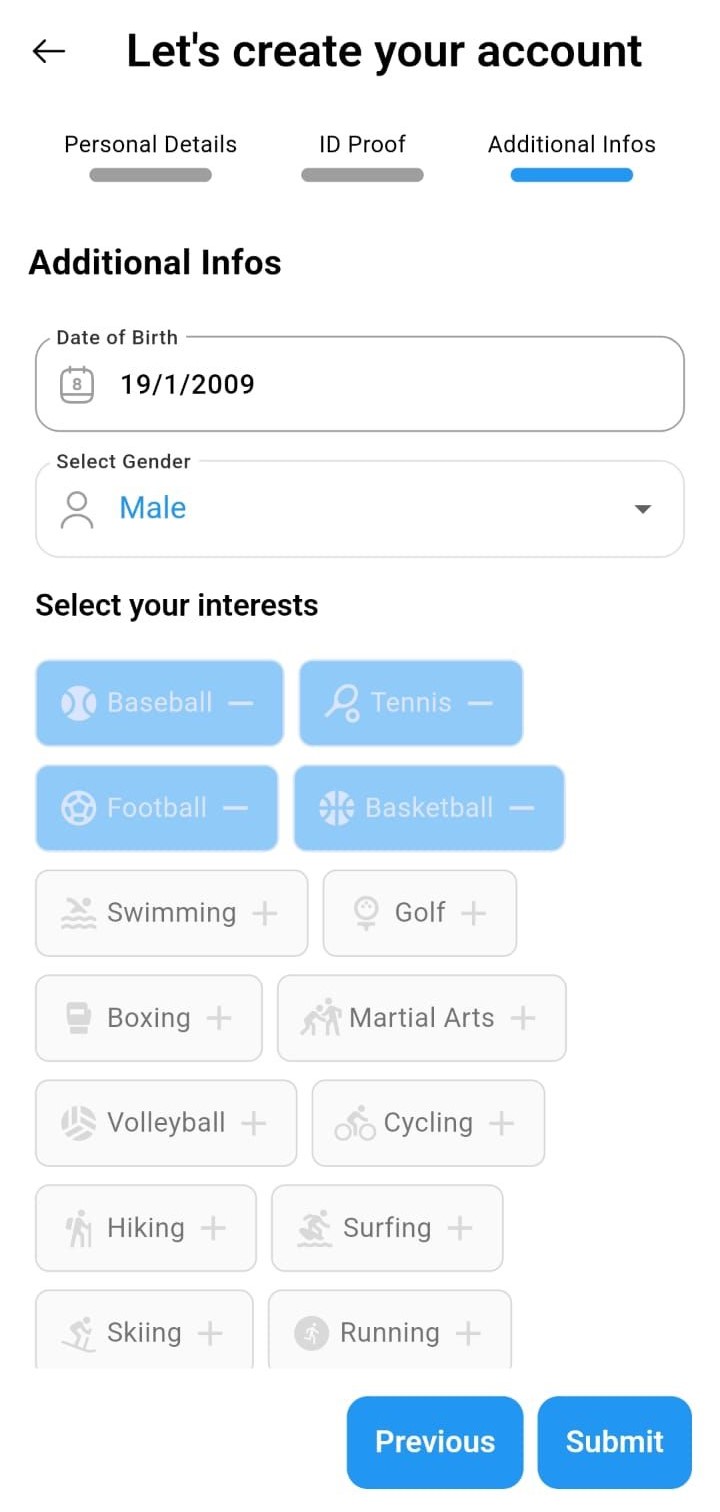 Let's create your account
Personal Details ID Proof Additional Infos
Additional Infos
Date of Birth
8 19/1/2009
Select Gender
Male
Select your interests
Baseball Tennis
Football Basketball
Swimming Golf
Boxing Martial Arts
Volleyball Cycling
Hiking Surfing
Skiing Running
Previous Submit